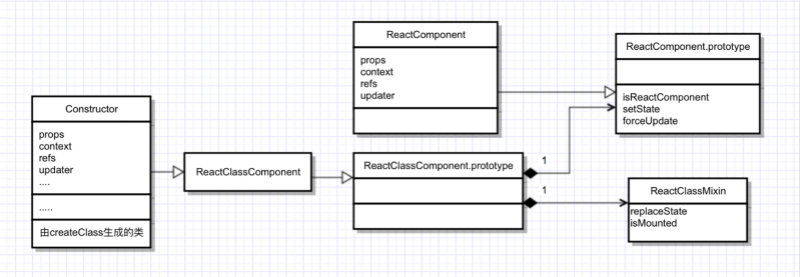 Constructor
props
context
refs
updater
....
.....
由createClass生成的类
ReactClassComponent
ReactComponent
props
context
refs
updater
ReactClassComponent.prototype
1
1
ReactComponent.prototype
isReactComponent
setState
forceUpdate
ReactClassMixin
replaceState
isMounted